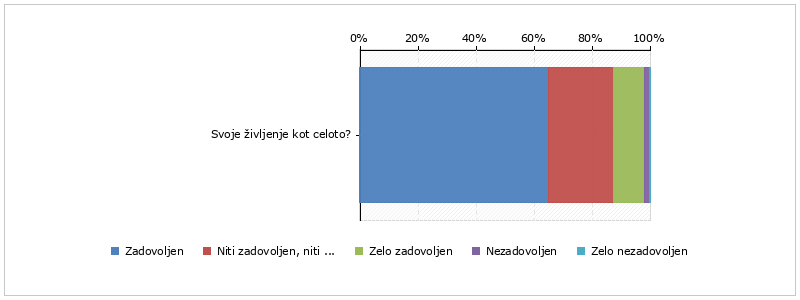 0% 20% 40% 60% 80% 100%
Svoje življenje kot celoto?
Zadovoljen Niti zadovoljen, niti ... Zelo zadovoljen Nezadovoljen Zelo nezadovoljen